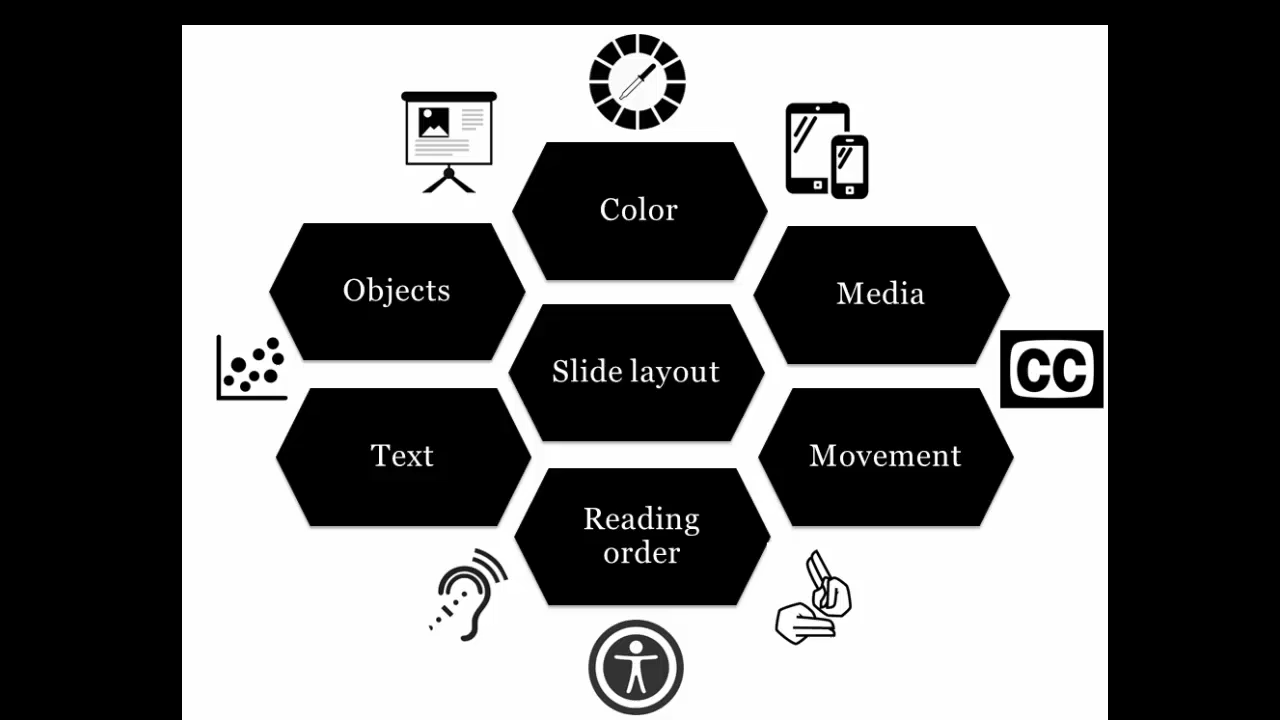 Color
Objects
Media
Slide layout
CC
Text
Movement
Reading
order